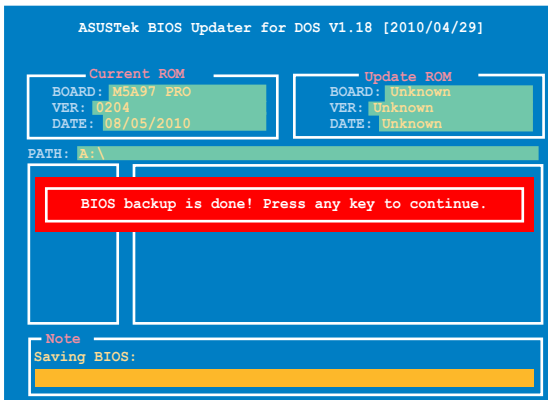 ASUSTek BIOS Updater for DOS V1.18 [2010/04/29]
Current ROM
BOARD: M5A97 PRO
VER: 0204
DATE: 08/05/2010
Update ROM
BOARD: Unknown
VER: Unknown
DATE: Unknown
PATH: A:\
BIOS backup is done! Press any key to continue.
Note
Saving BIOS: